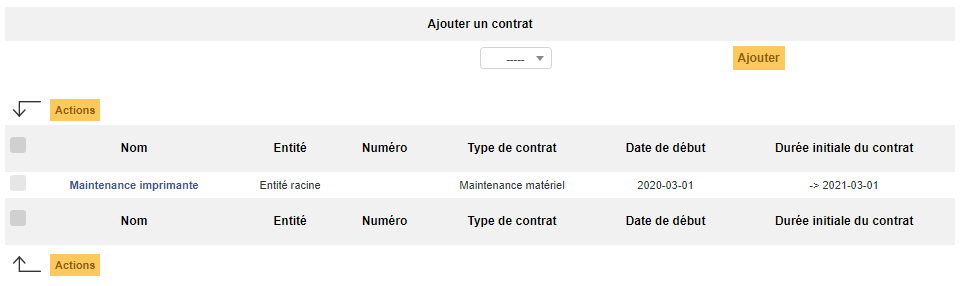 Ajouter un contrat
----- Ajouter
Actions
Nom Entité Numéro Type de contrat Date de début Durée initiale du contrat
Maintenance imprimante Entité racine Maintenance matériel 2020-03-01 -> 2021-03-01
Nom Entité Numéro Type de contrat Date de début Durée initiale du contrat
Actions